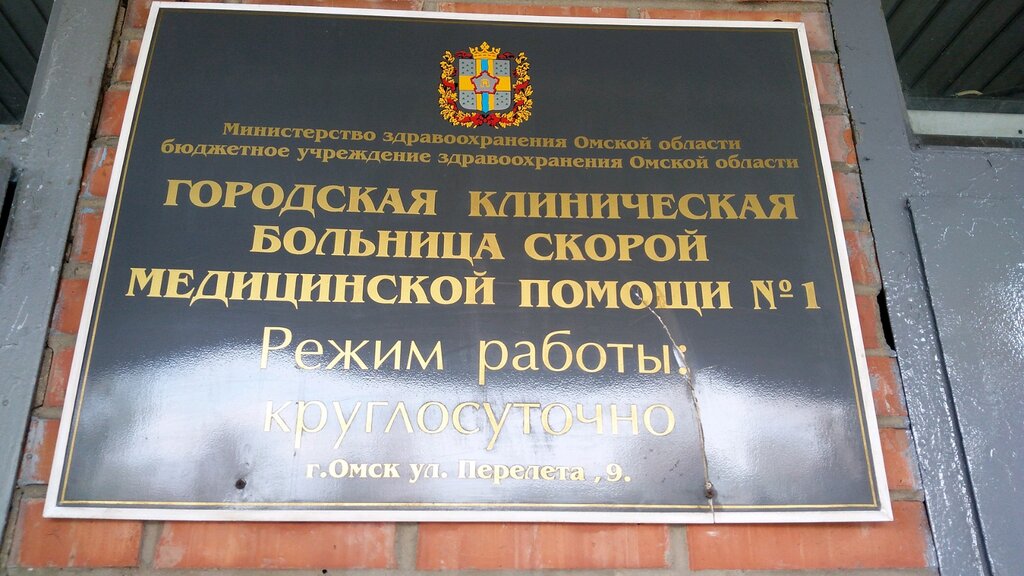 Министерство здравоохранения Омской области
бюджетное учреждение здравоохранения Омской области
ГОРОДСКАЯ КЛИНИЧЕСКАЯ
БОЛЬНИЦА СКОРОЙ
МЕДИЦИНСКОЙ ПОМОЩИ №1
Режим работы:
круглосуточно
г.Омск ул. Перелета ,9.